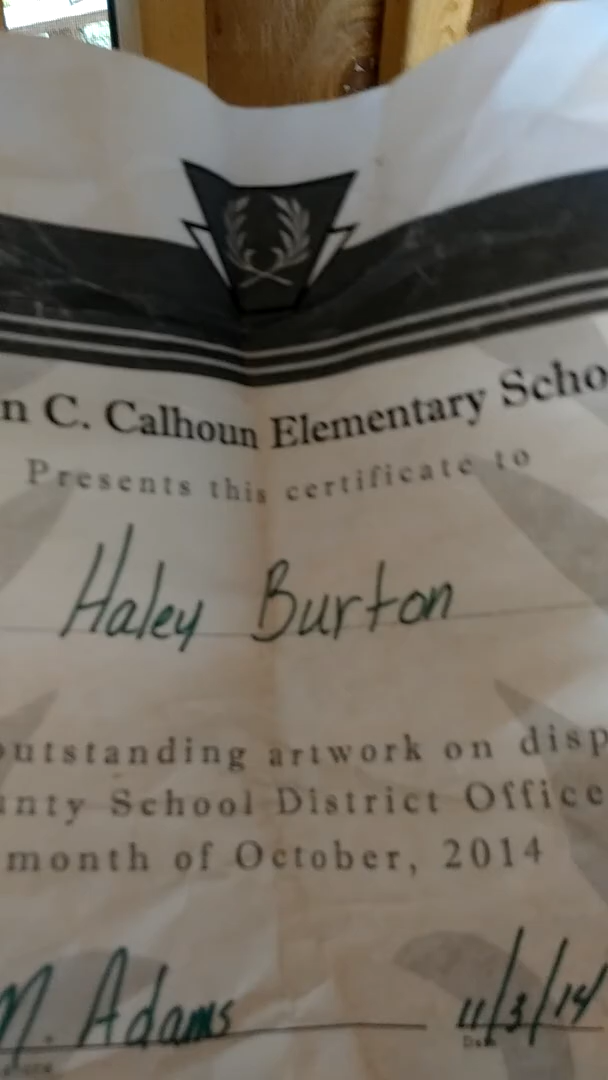 n C. Calhoun Elementary Scho
Presents this certificate to
Haley Burton
outstanding artwork on disp
unty School District Office
month of October, 2014
M. Adams 11/3/14